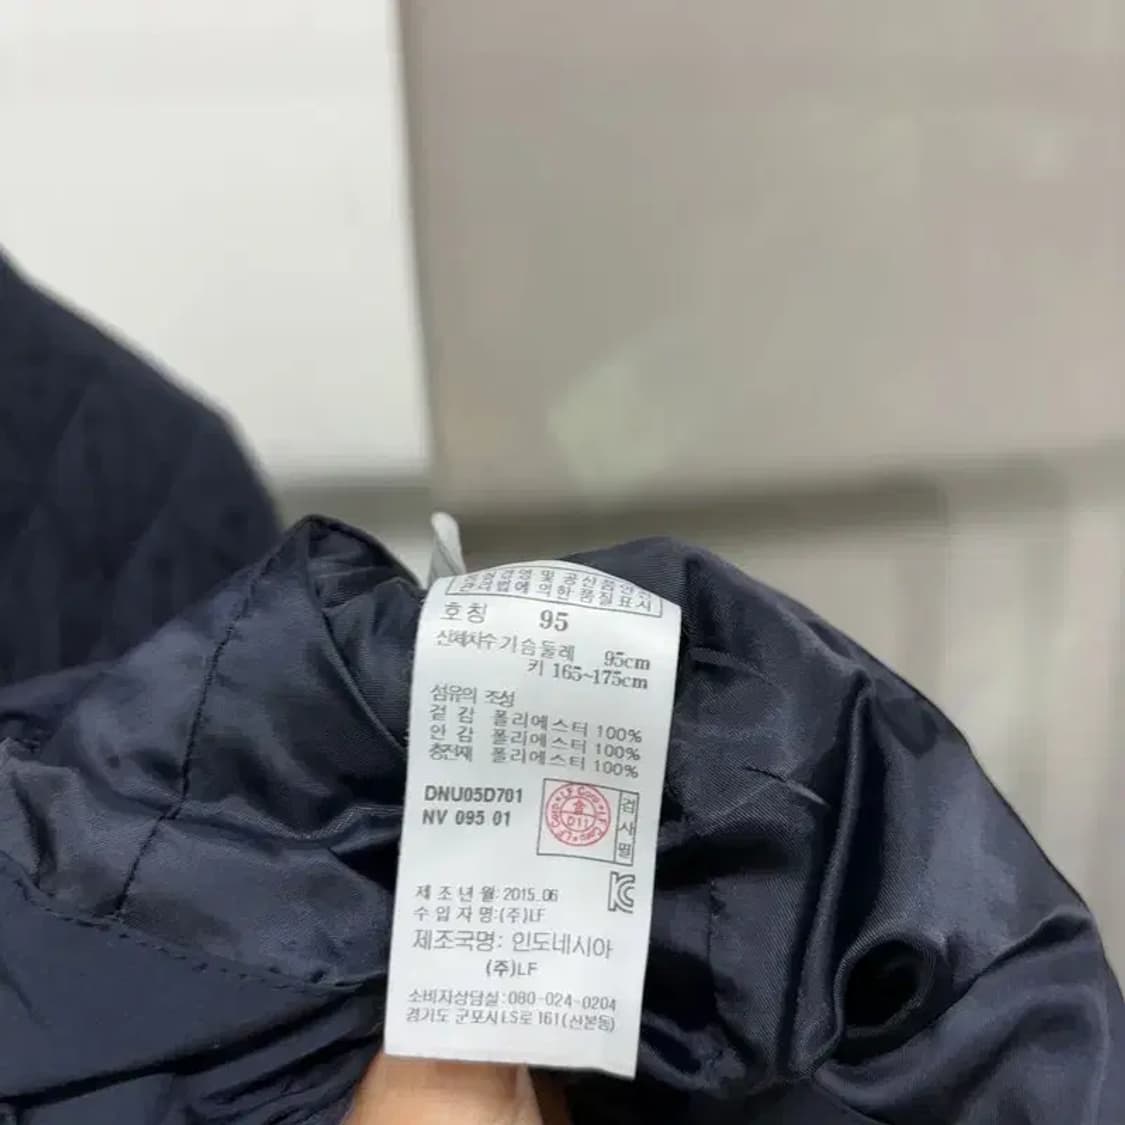 품질경영 및 공산품안전
관리법에 의한 품질표시
호칭 95
신체치수 가슴둘레 95cm
키 165~175cm
섬유의 조성
겉 감 폴리에스터 100%
안 감 폴리에스터 100%
충전재 폴리에스터 100%
DNU05D701
NV 095 01
LF Corp
D11
검사필
제 조 년 월: 2015.06
수 입 자 명: (주)LF
제조국명: 인도네시아
(주)LF
소비자상담실: 080-024-0204
경기도 군포시 LS로 161(산본동)